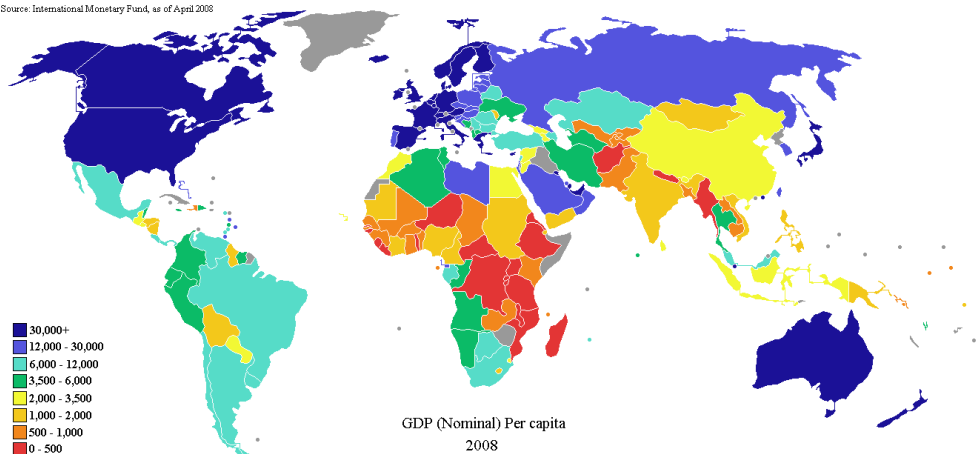 Source: International Monetary Fund, as of April 2008
30,000+
12,000 - 30,000
6,000 - 12,000
3,500 - 6,000
2,000 - 3,500
1,000 - 2,000
500 - 1,000
0 - 500
GDP (Nominal) Per capita
2008